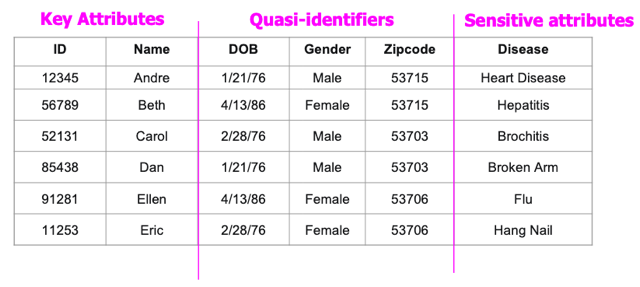 Key Attributes Quasi-identifiers Sensitive attributes
ID Name DOB Gender Zipcode Disease
12345 Andre 1/21/76 Male 53715 Heart Disease
56789 Beth 4/13/86 Female 53715 Hepatitis
52131 Carol 2/28/76 Male 53703 Brochitis
85438 Dan 1/21/76 Male 53703 Broken Arm
91281 Ellen 4/13/86 Female 53706 Flu
11253 Eric 2/28/76 Female 53706 Hang Nail